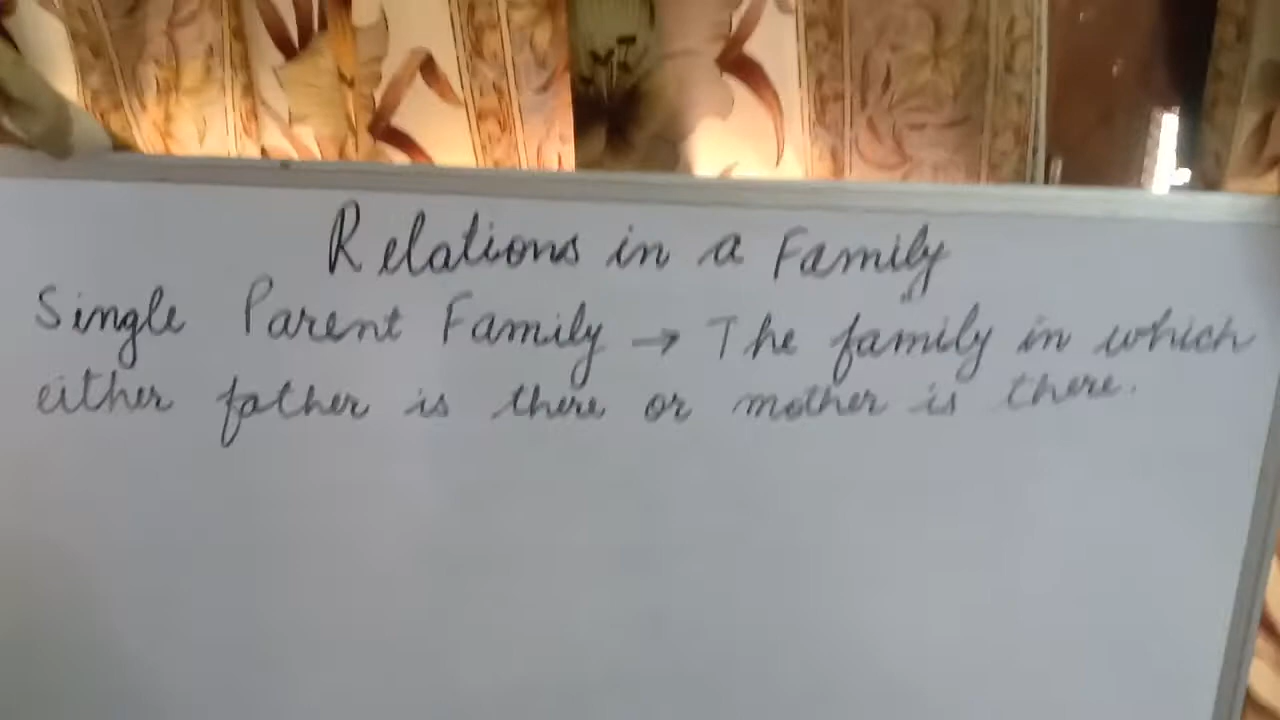 Relations in a Family
Single Parent Family → The family in which
either father is there or mother is there.